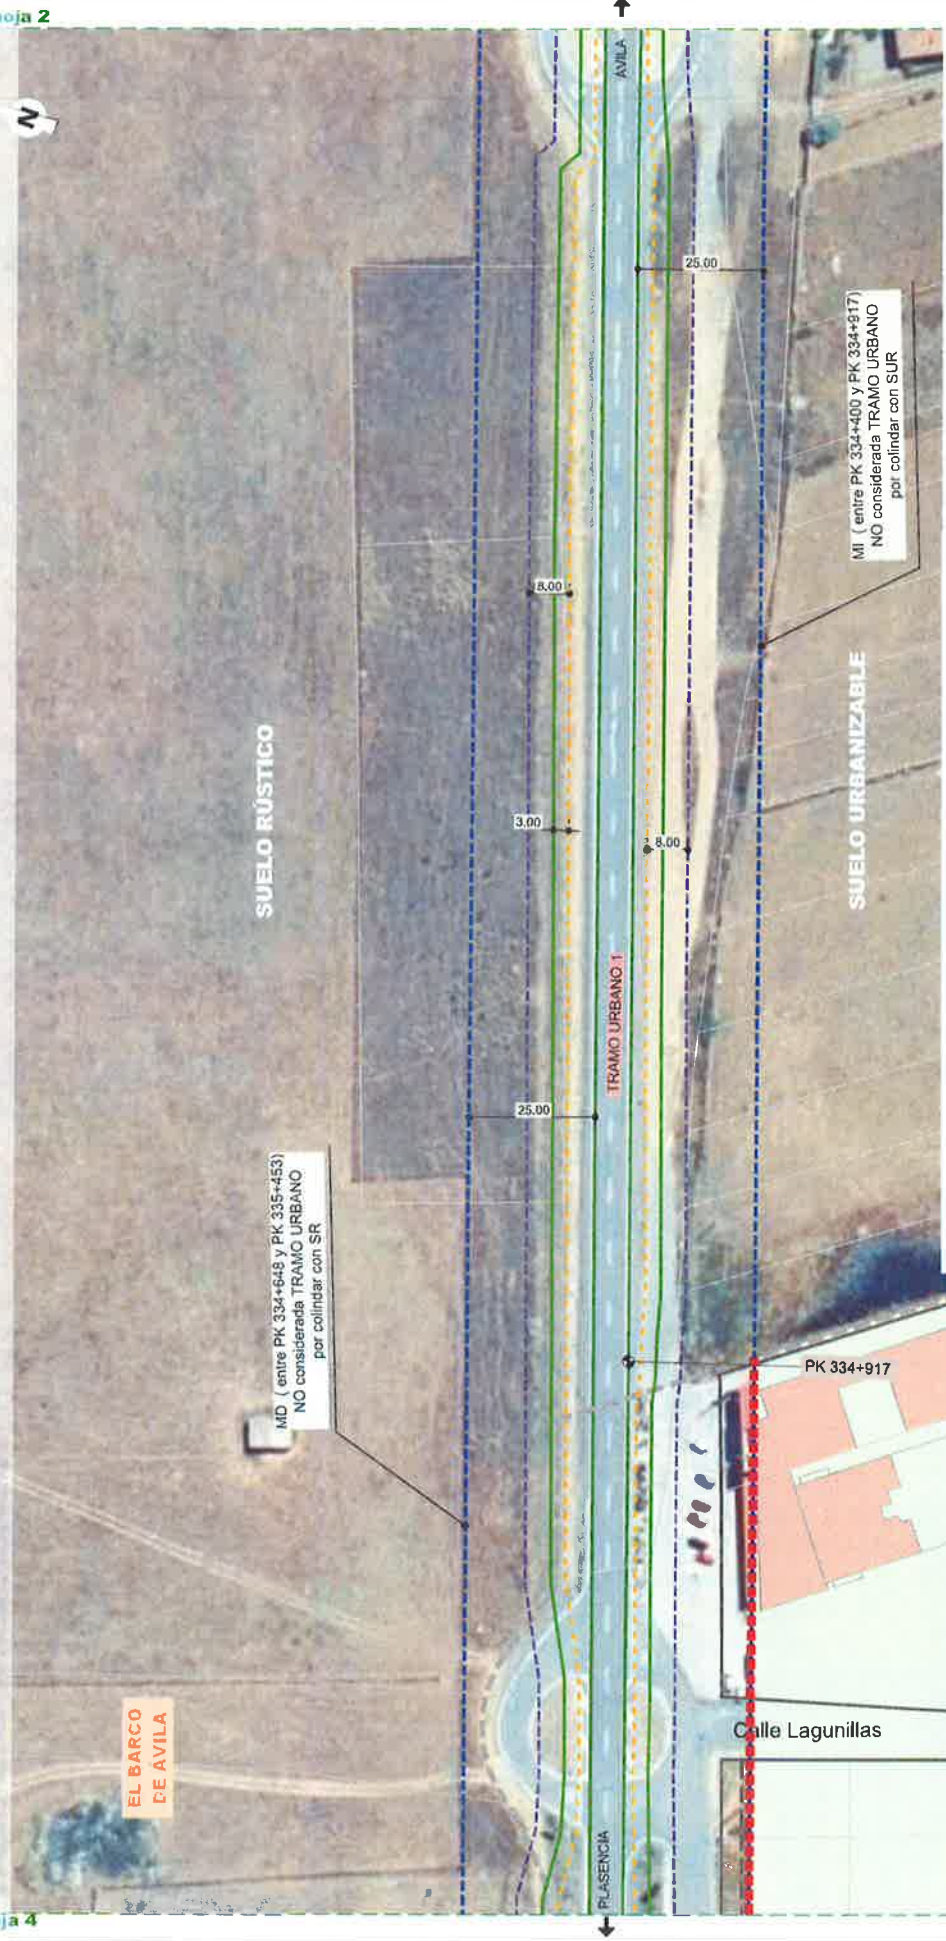 hoja 2
AVILA
N
25.00
MI ( entre PK 334+400 y PK 334+917)
NO considerada TRAMO URBANO
por colindar con SUR
8.00
SUELO RÚSTICO
SUELO URBANIZABLE
3.00
8.00
TRAMO URBANO 1
25.00
MD ( entre PK 334+648 y PK 335+453)
NO considerada TRAMO URBANO
por colindar con SR
PK 334+917
EL BARCO
DE ÁVILA
Calle Lagunillas
PLASENCIA
ja 4